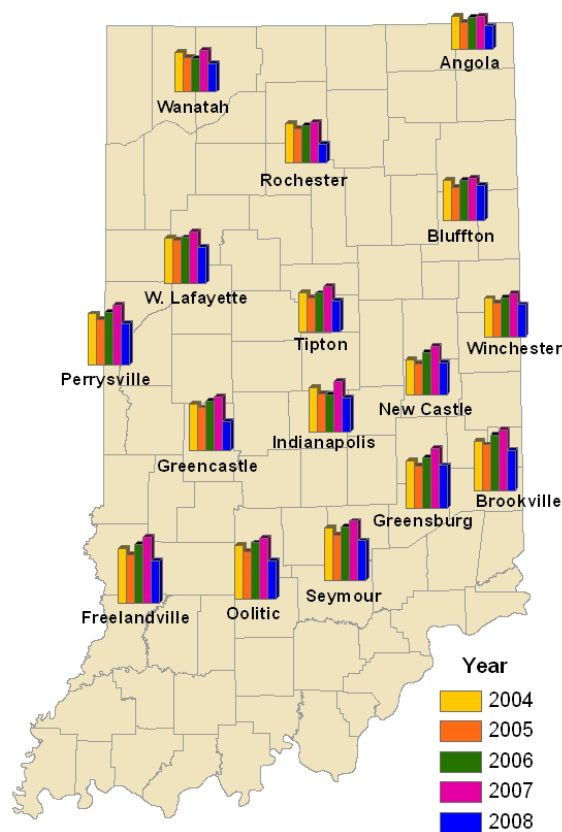 Angola
Wanatah
Rochester
Bluffton
W. Lafayette
Tipton
Winchester
Perrysville
New Castle
Indianapolis
Greencastle
Brookville
Greensburg
Seymour
Oolitic
Freelandville
Year
2004
2005
2006
2007
2008